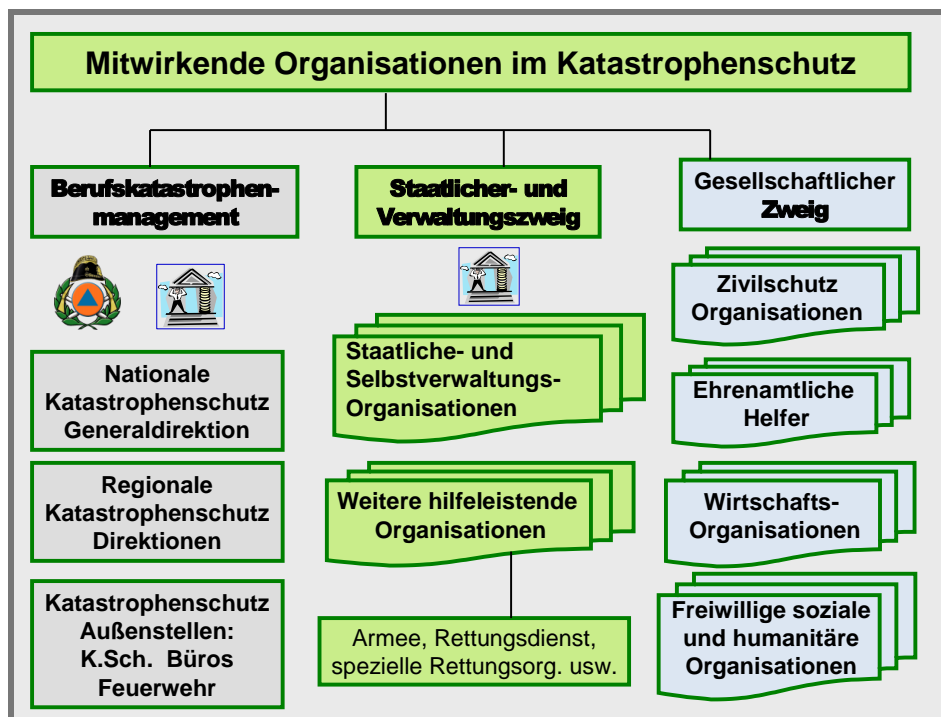 Mitwirkende Organisationen im Katastrophenschutz
Berufskatastrophen-
management
Nationale
Katastrophenschutz
Generaldirektion
Regionale
Katastrophenschutz
Direktionen
Katastrophenschutz
Außenstellen:
K.Sch. Büros
Feuerwehr
Staatlicher- und
Verwaltungszweig
Staatliche- und
Selbstverwaltungs-
Organisationen
Weitere hilfeleistende
Organisationen
Armee, Rettungsdienst,
spezielle Rettungsorg. usw.
Gesellschaftlicher
Zweig
Zivilschutz
Organisationen
Ehrenamtliche
Helfer
Wirtschafts-
Organisationen
Freiwillige soziale
und humanitäre
Organisationen